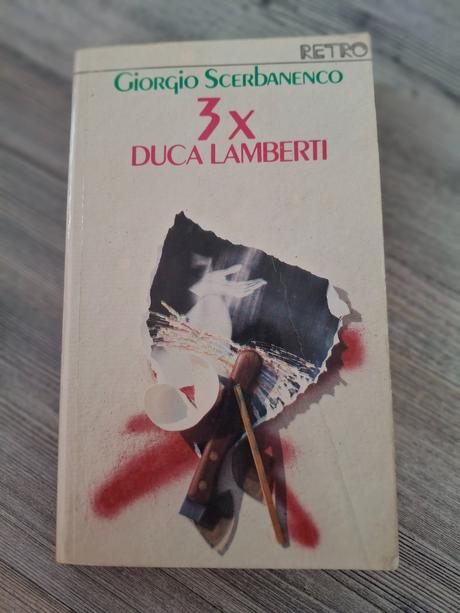 RETRO
Giorgio Scerbanenco
3 x
DUCA LAMBERTI